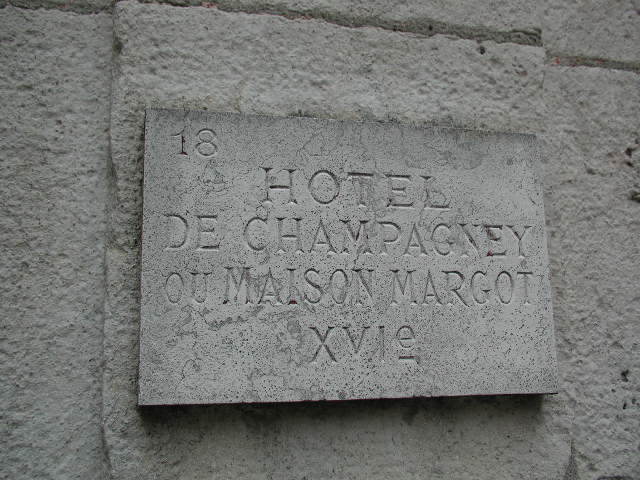 18
HOTEL
DE CHAMPAGNEY
OU MAISON MARGOT
XVIe